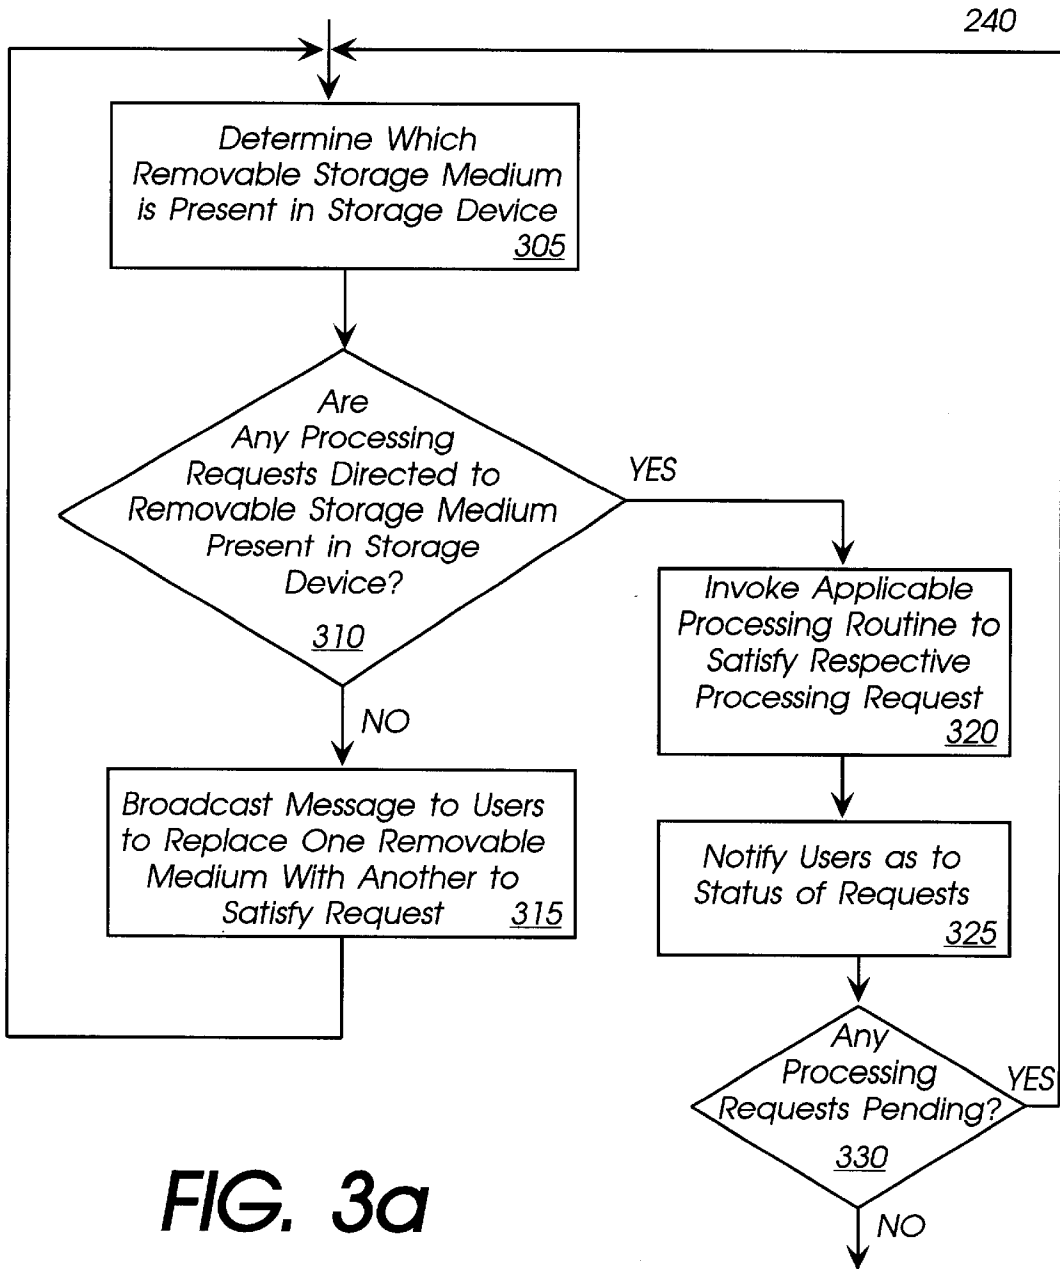 240
Determine Which
Removable Storage Medium
is Present in Storage Device
305
Are
Any Processing
Requests Directed to
Removable Storage Medium
Present in Storage
Device?
310
YES
NO
Broadcast Message to Users
to Replace One Removable
Medium With Another to
Satisfy Request 315
Invoke Applicable
Processing Routine to
Satisfy Respective
Processing Request
320
Notify Users as to
Status of Requests
325
Any
Processing
Requests Pending?
330
YES
NO
FIG. 3a